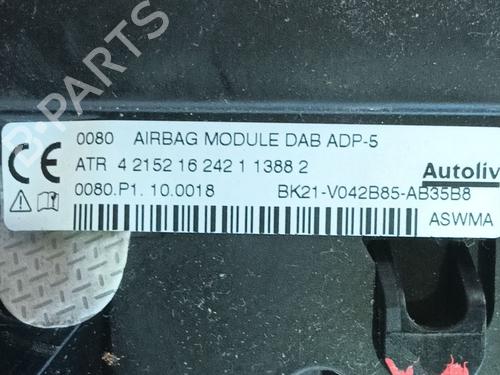 B-PARTS
0080 AIRBAG MODULE DAB ADP-5
CE ATR 4 2152 16 242 1 1388 2 Autoliv
0080.P1. 10.0018 BK21-V042B85-AB35B8
ASWMA